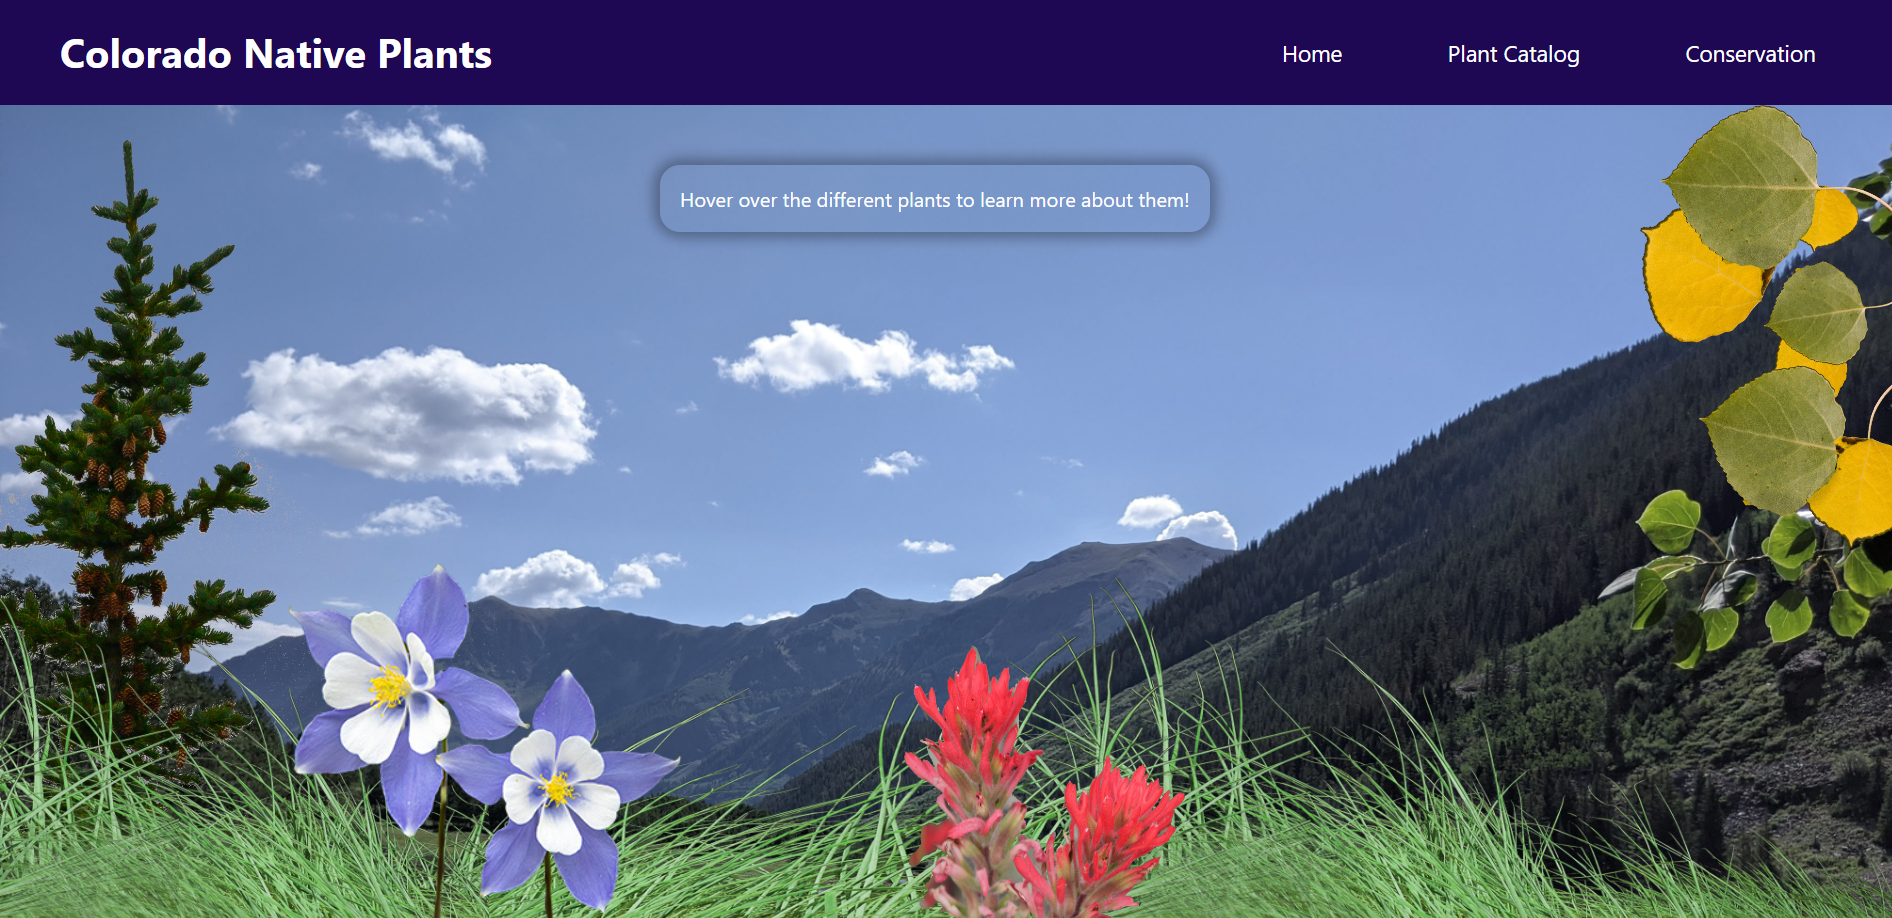 Colorado Native Plants
Home
Plant Catalog
Conservation
Hover over the different plants to learn more about them!